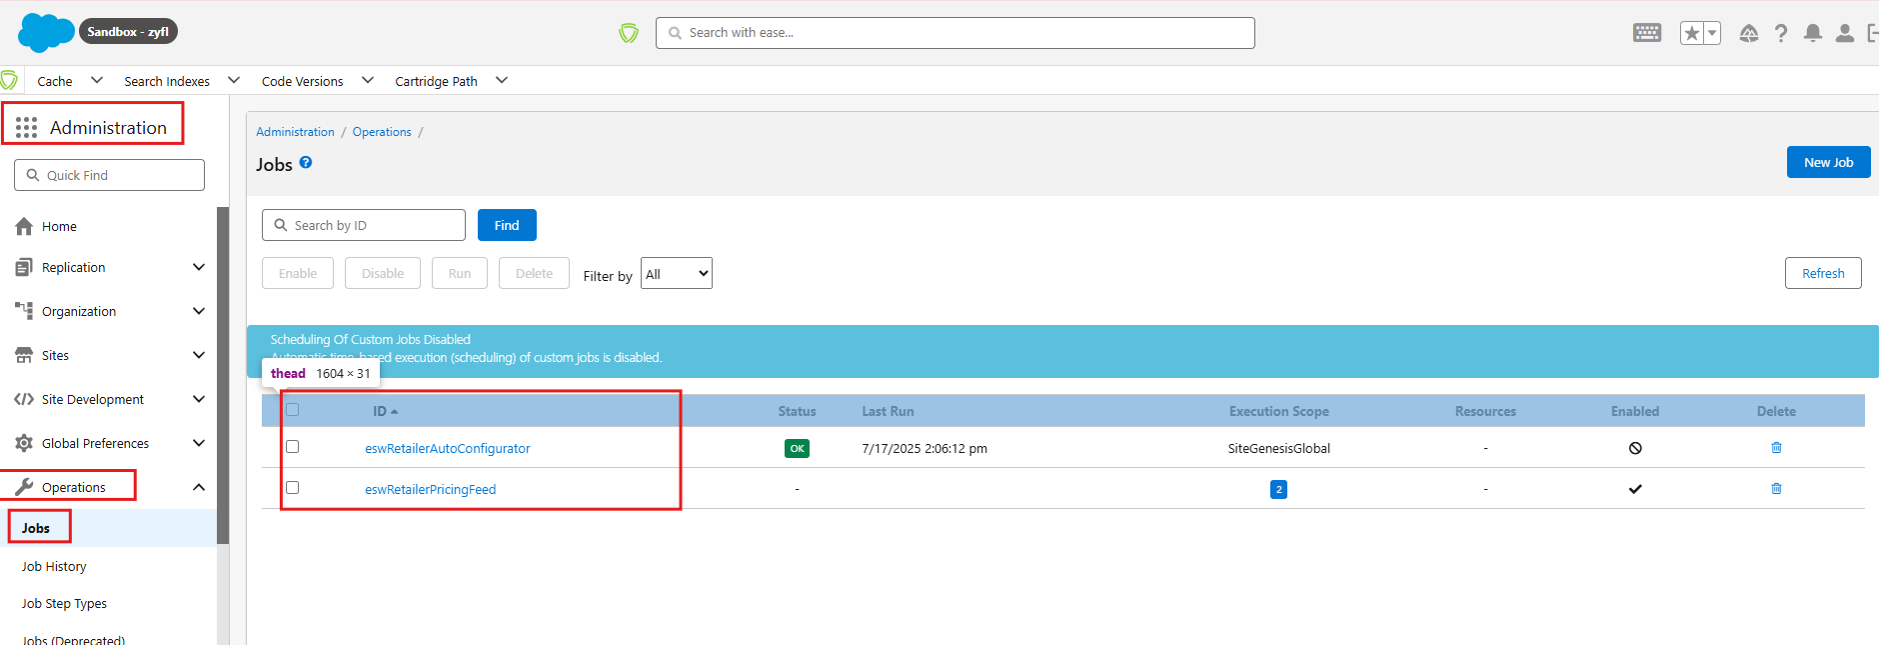 Sandbox - zyfl
Search with ease...
Cache
Search Indexes
Code Versions
Cartridge Path
Administration
Quick Find
Home
Replication
Organization
Sites
Site Development
Global Preferences
Operations
Jobs
Job History
Job Step Types
Jobs (Deprecated)
Administration / Operations /
Jobs ?
New Job
Search by ID
Find
Enable
Disable
Run
Delete
Filter by
All
Refresh
Scheduling Of Custom Jobs Disabled
Automatic time-based execution (scheduling) of custom jobs is disabled.
thead 1604 × 31
ID Status Last Run Execution Scope Resources Enabled Delete
eswRetailerAutoConfigurator OK 7/17/2025 2:06:12 pm SiteGenesisGlobal -
eswRetailerPricingFeed - 2 -